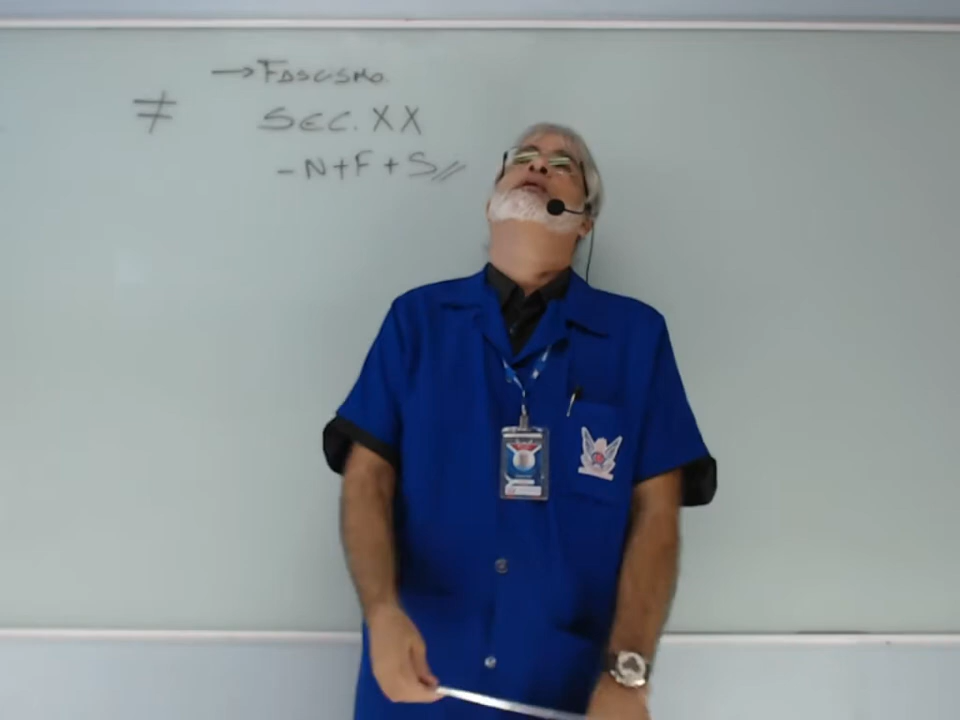 → FASCISMO
≠ SEC. XX
- N + F + S //